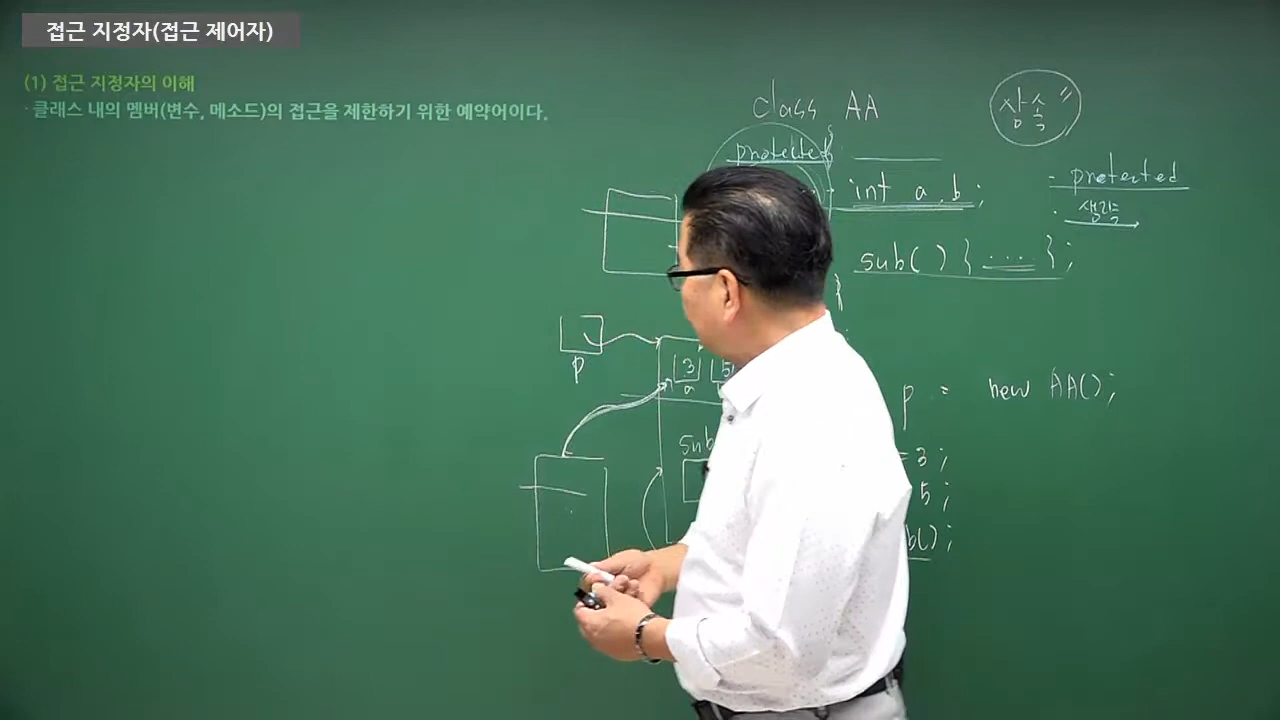 접근 지정자(접근 제어자)
(1) 접근 지정자의 이해
· 클래스 내의 멤버(변수, 메소드)의 접근을 제한하기 위한 예약어이다.
class AA {
상속"
protected
int a, b;
- protected
· 생략
sub( ) { ... };
}
p
3 5
a
p = new AA();
sub
= 3;
5;
b();